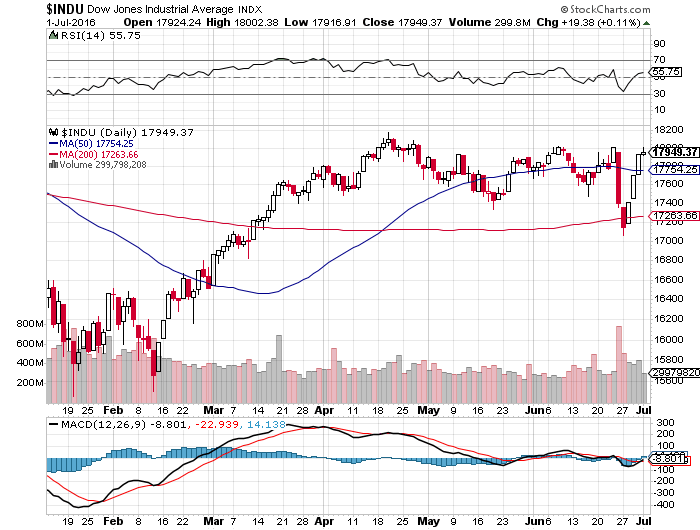 $INDU Dow Jones Industrial Average INDX © StockCharts.com
1-Jul-2016 Open 17924.24 High 18002.38 Low 17916.91 Close 17949.37 Volume 299.8M Chg +19.38 (+0.11%)
RSI(14) 55.75
90
70
55.75
50
30
10
$INDU (Daily) 17949.37
MA(50) 17754.25
MA(200) 17263.66
Volume 299,798,208
18200
17949.37
17754.25
17600
17400
17263.66
17000
16800
16600
16400
16200
16000
15800
15600
800M
600M
400M
200M
29979820
19 25 Feb 8 16 22 Mar 7 14 21 28 Apr 11 18 25 May 9 16 23 Jun 6 13 20 27 Jul
MACD(12,26,9) -8.801, -22.939, 14.138
300
200
100
-8.801
-100
-200
-300
-400
19 25 Feb 8 16 22 Mar 7 14 21 28 Apr 11 18 25 May 9 16 23 Jun 6 13 20 27 Jul